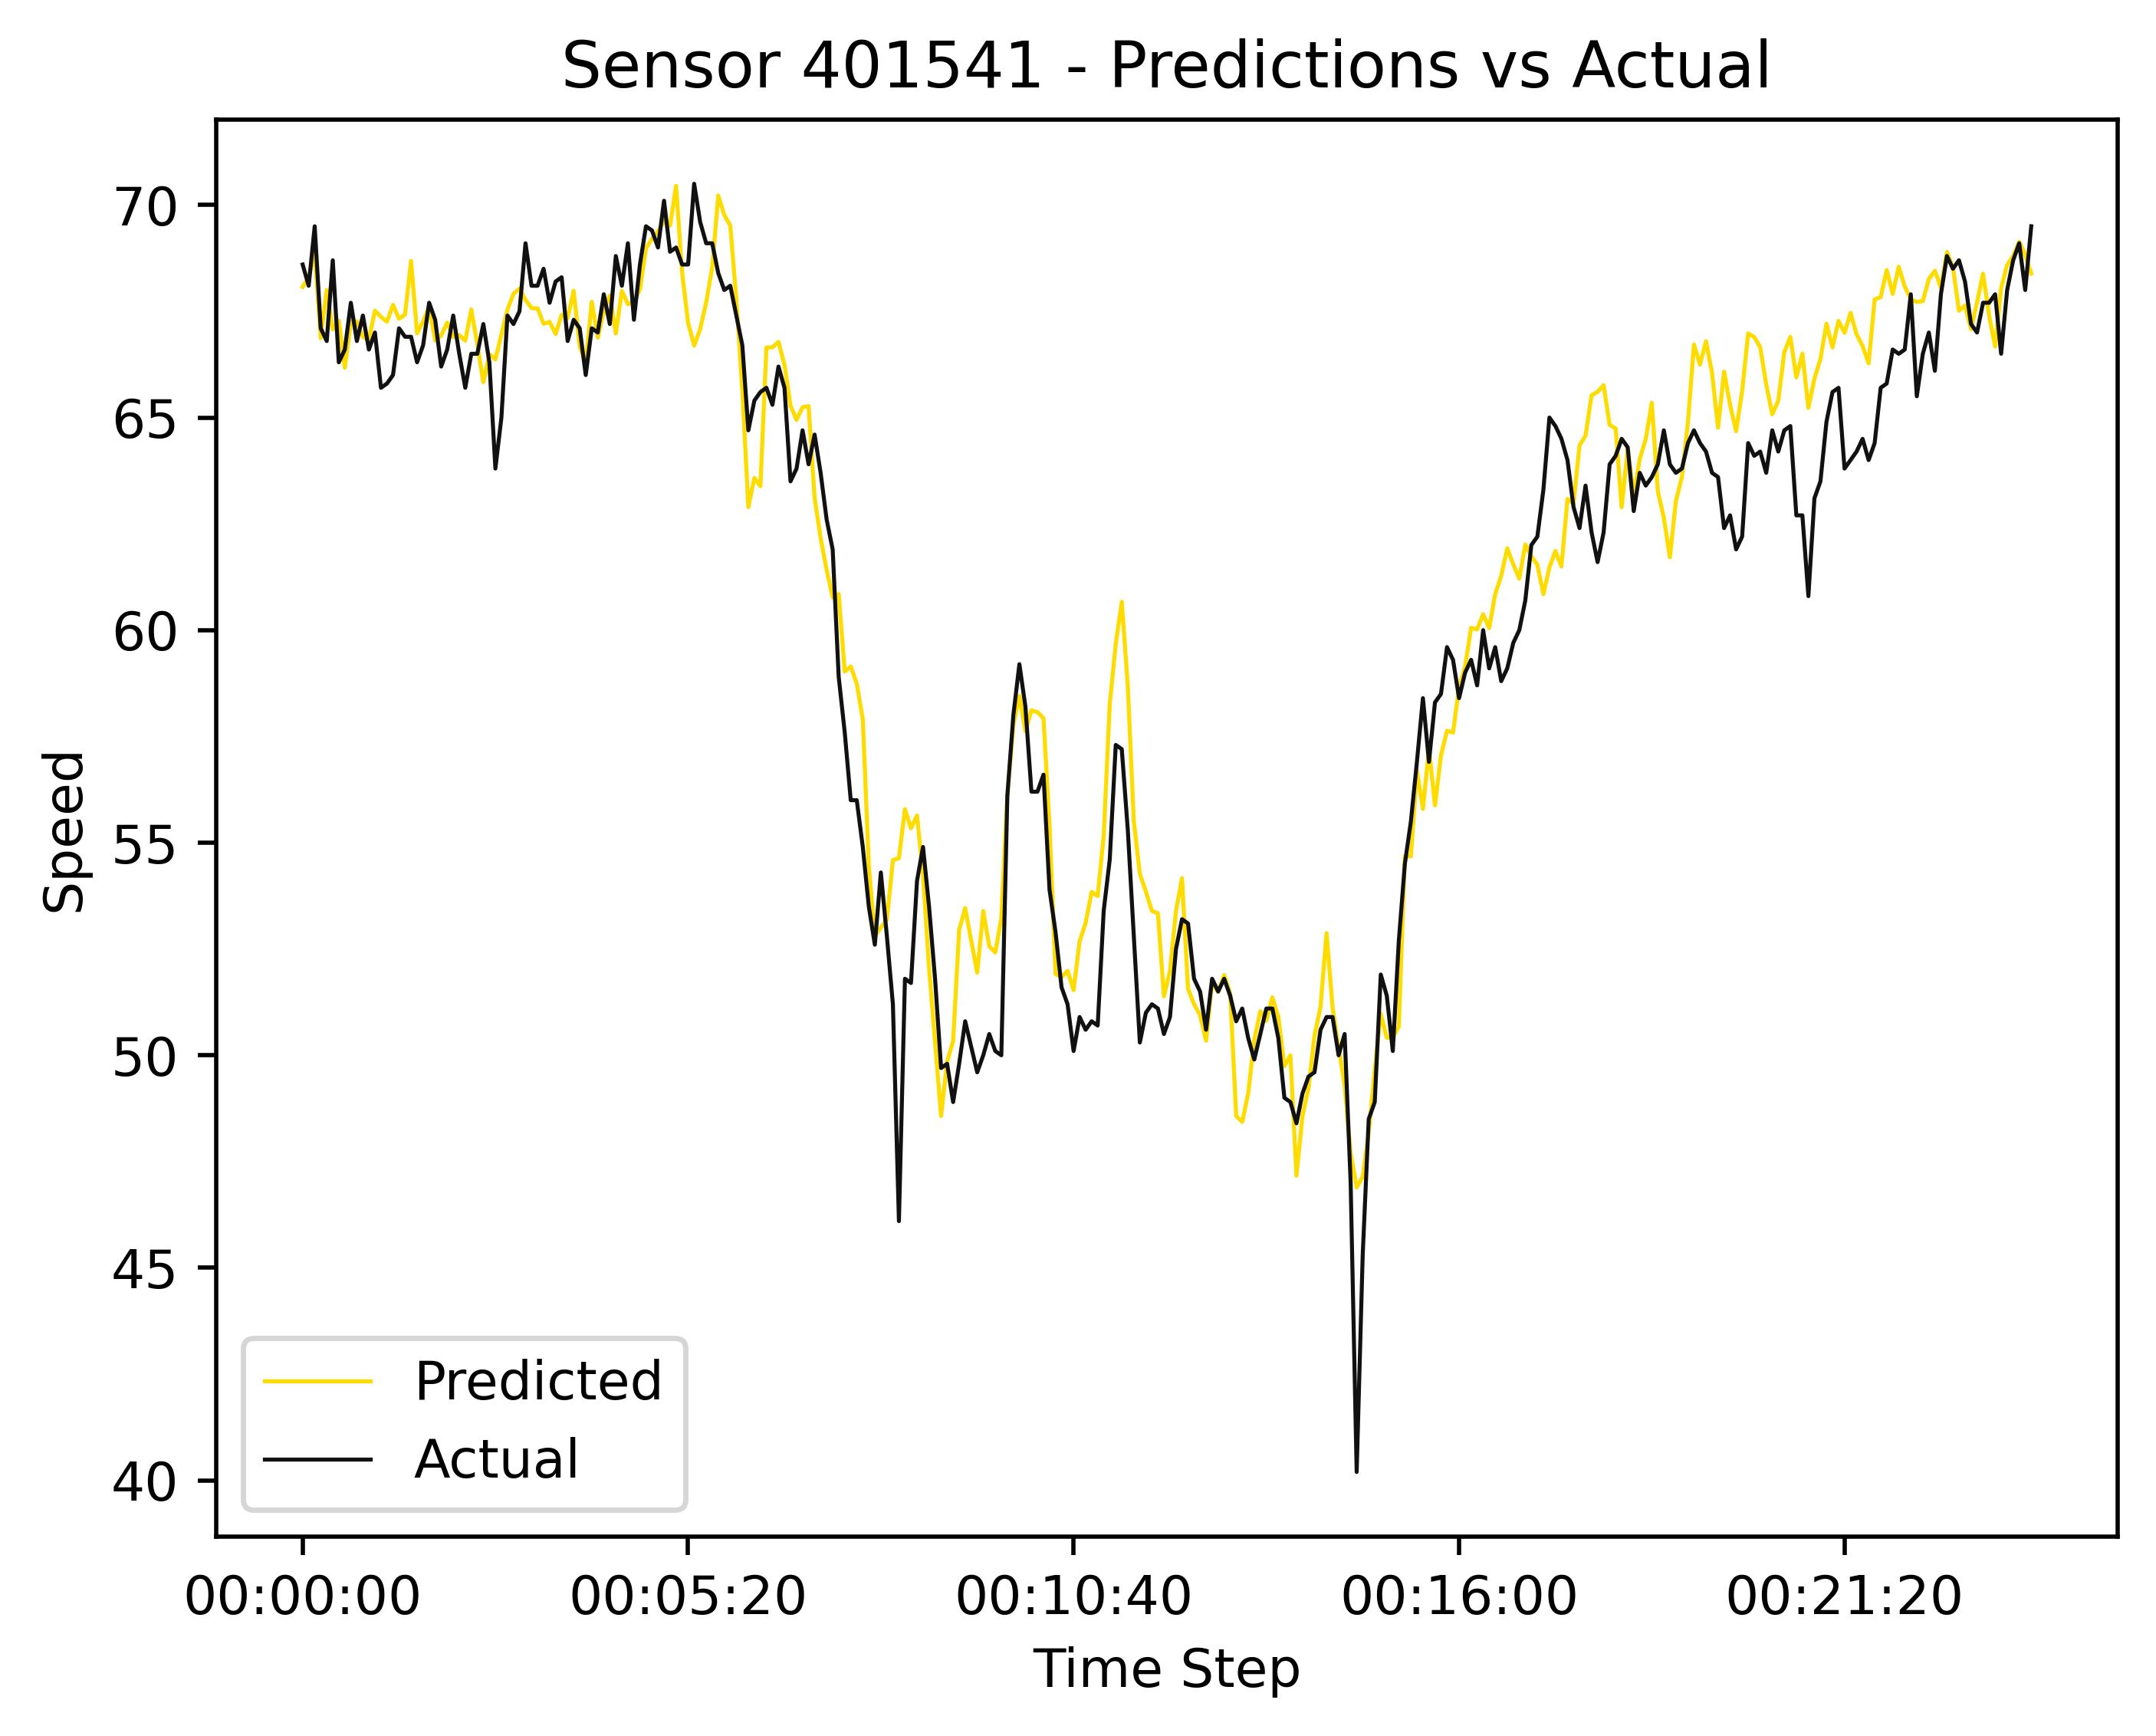 Sensor 401541 - Predictions vs Actual
70
65
60
55
50
45
40
Speed
Predicted
Actual
00:00:00
00:05:20
00:10:40
00:16:00
00:21:20
Time Step